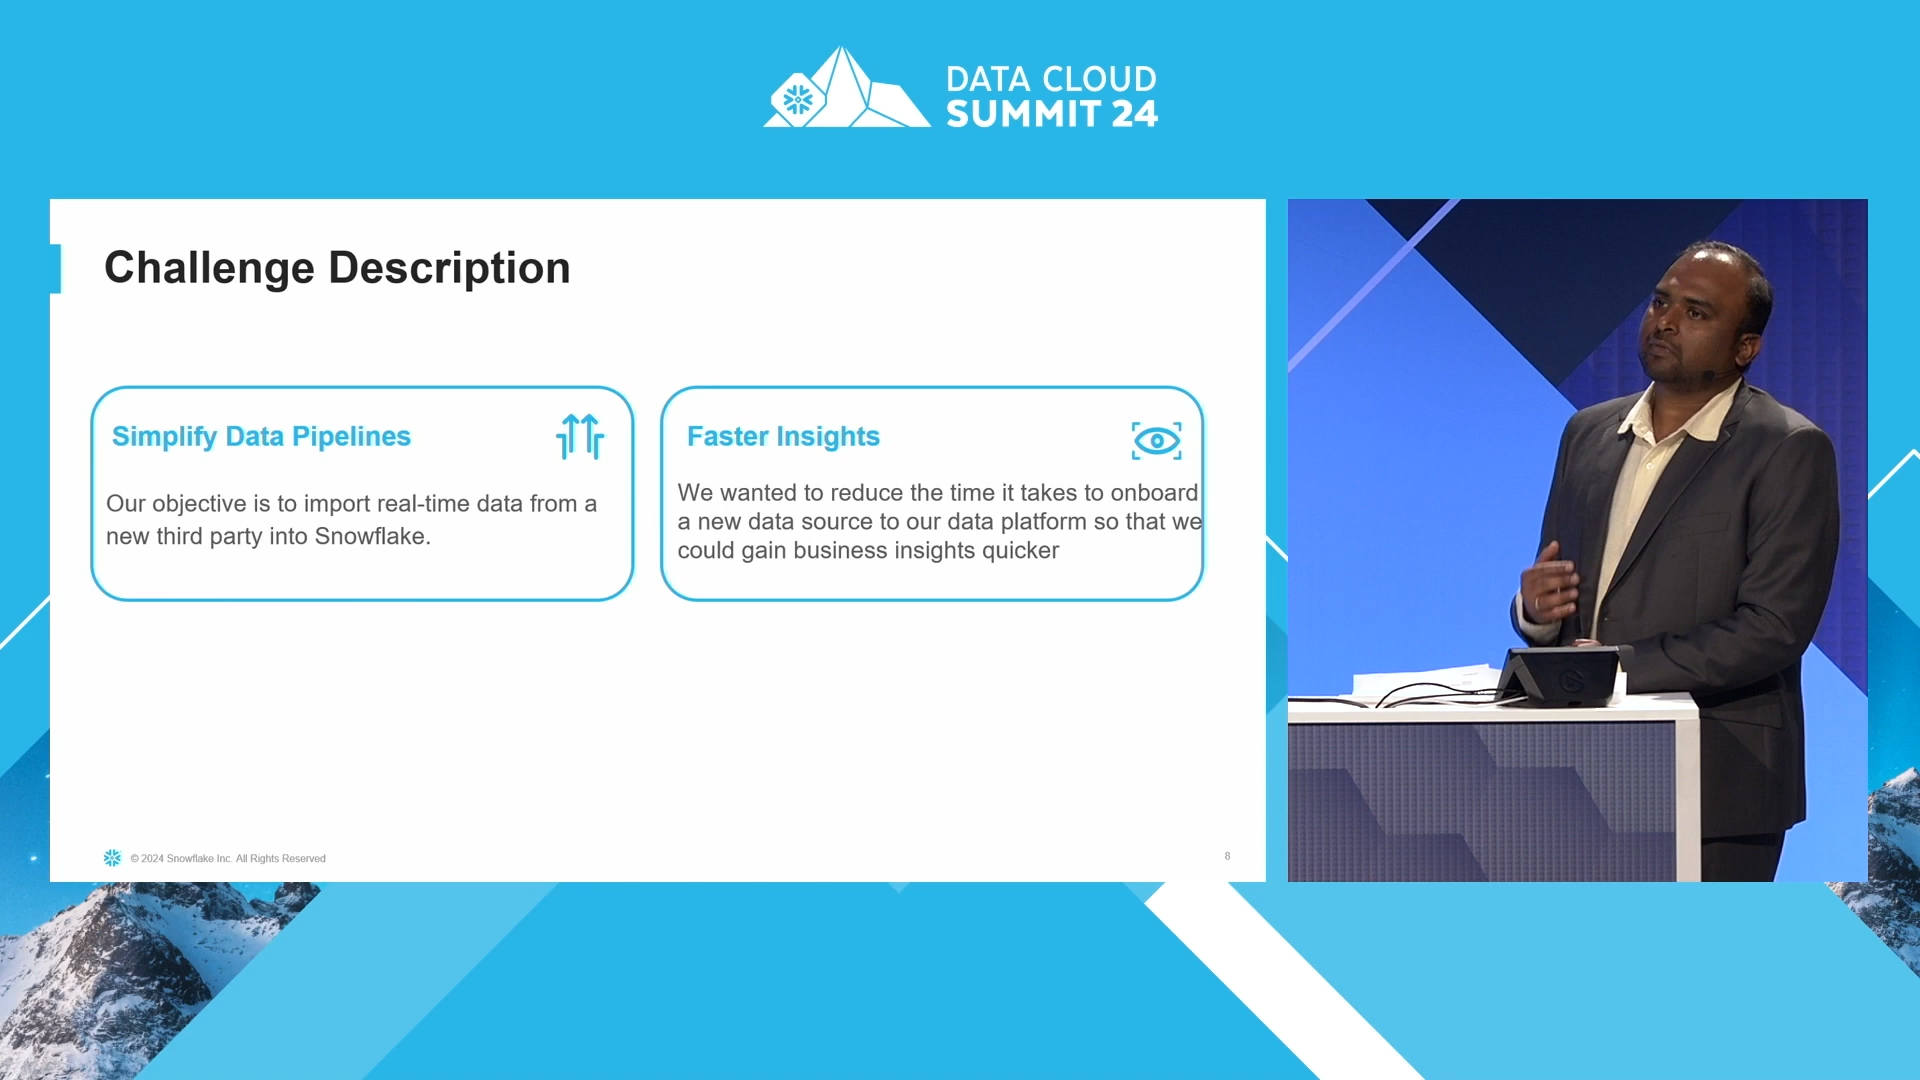 DATA CLOUD
SUMMIT 24
Challenge Description
Simplify Data Pipelines
Our objective is to import real-time data from a
new third party into Snowflake.
Faster Insights
We wanted to reduce the time it takes to onboard
a new data source to our data platform so that we
could gain business insights quicker
© 2024 Snowflake Inc. All Rights Reserved
8